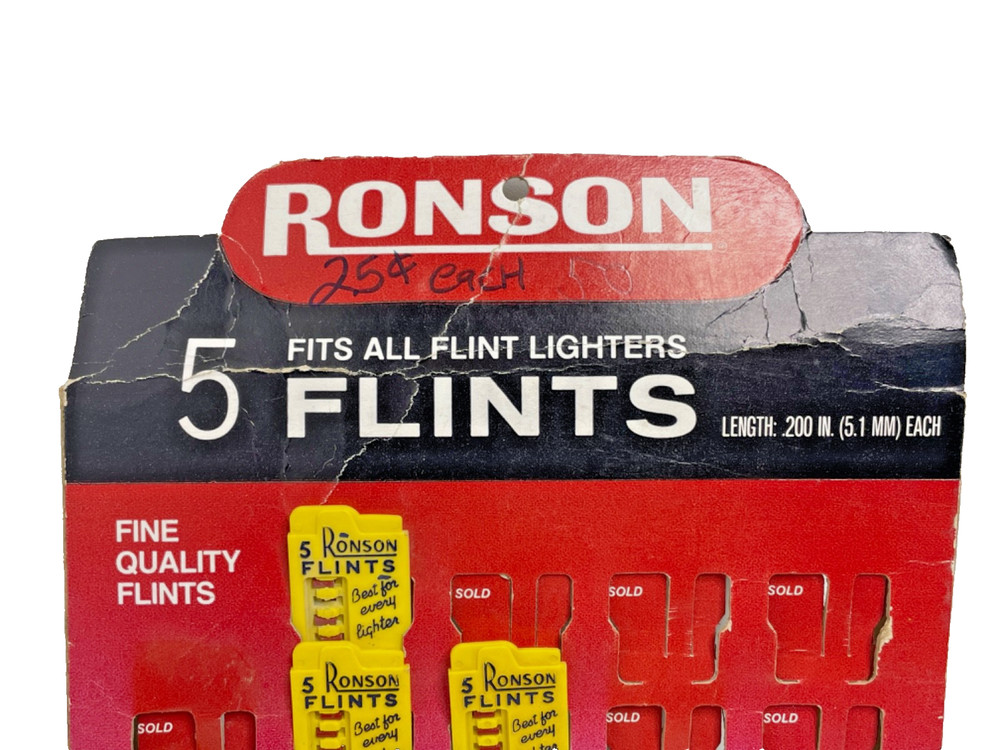 RONSON
25¢ eacH
5
FITS ALL FLINT LIGHTERS
FLINTS
LENGTH: .200 IN. (5.1 MM) EACH
FINE
QUALITY
FLINTS
5 RONSON
FLINTS
Best for
every
lighter
SOLD
SOLD
SOLD
5 RONSON
FLINTS
Best for
every
5 RONSON
FLINTS
Best for
every
SOLD
SOLD
SOLD